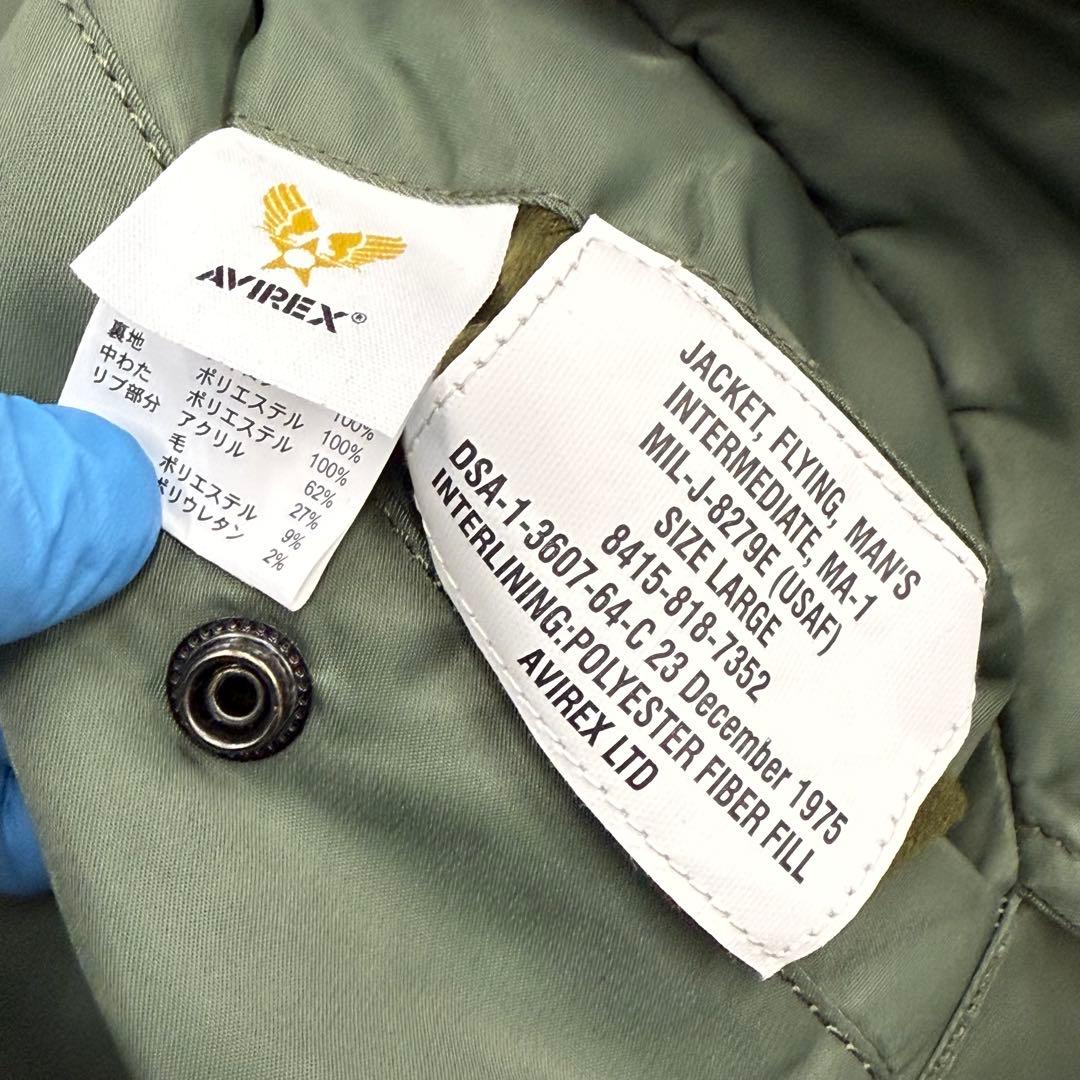 AVIREX®
100%
裏地 ポリエステル 100%
中わた ポリエステル 100%
リブ部分 アクリル 62%
毛 27%
ポリエステル 9%
ポリウレタン 2%
JACKET, FLYING, MAN'S
INTERMEDIATE, MA-1
MIL-J-8279E (USAF)
SIZE LARGE
8415-818-7352
DSA-1-3607-64-C 23 December 1975
INTERLINING:POLYESTER FIBER FILL
AVIREX LTD